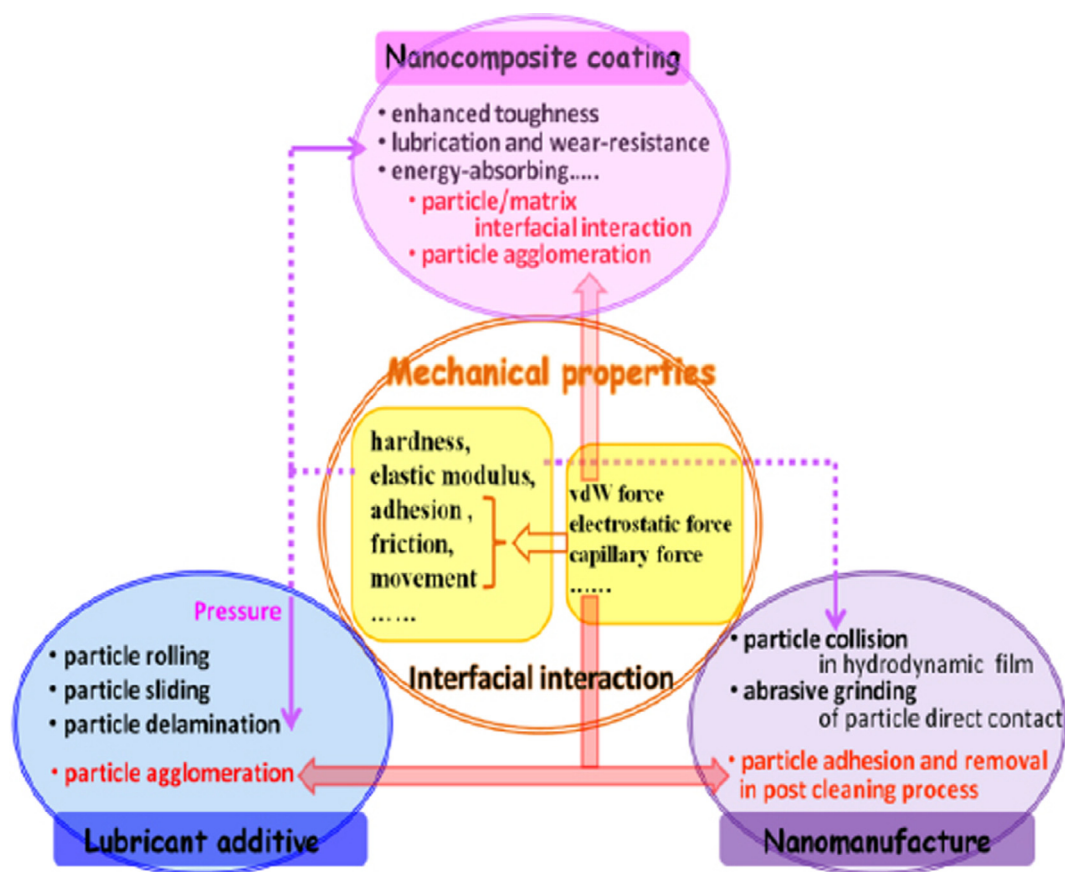 Nanocomposite coating
• enhanced toughness
• lubrication and wear-resistance
• energy-absorbing.....
• particle/matrix
interfacial interaction
• particle agglomeration
Mechanical properties
hardness,
elastic modulus,
adhesion ,
friction,
movement
......
vdW force
electrostatic force
capillary force
......
Interfacial interaction
Pressure
• particle rolling
• particle sliding
• particle delamination
• particle agglomeration
Lubricant additive
• particle collision
in hydrodynamic film
• abrasive grinding
of particle direct contact
• particle adhesion and removal
in post cleaning process
Nanomanufacture